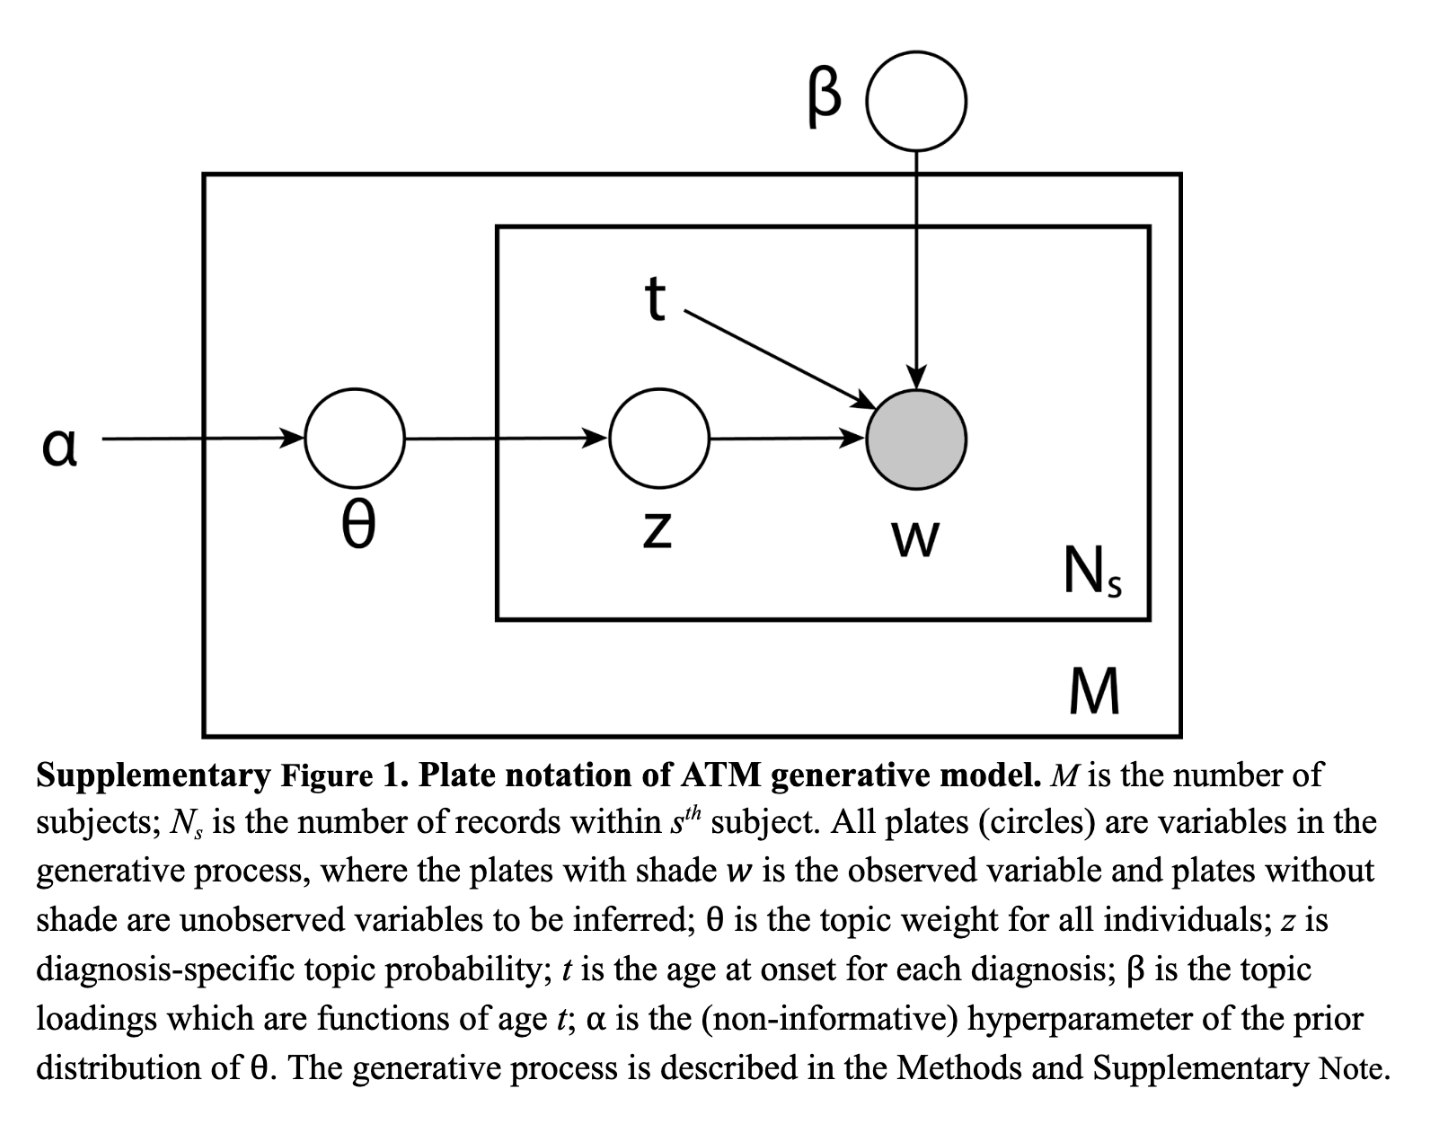 β
t
α
θ
z
w
Nₛ
M
Supplementary Figure 1. Plate notation of ATM generative model. M is the number of
subjects; Nₛ is the number of records within sᵗʰ subject. All plates (circles) are variables in the
generative process, where the plates with shade w is the observed variable and plates without
shade are unobserved variables to be inferred; θ is the topic weight for all individuals; z is
diagnosis-specific topic probability; t is the age at onset for each diagnosis; β is the topic
loadings which are functions of age t; α is the (non-informative) hyperparameter of the prior
distribution of θ. The generative process is described in the Methods and Supplementary Note.